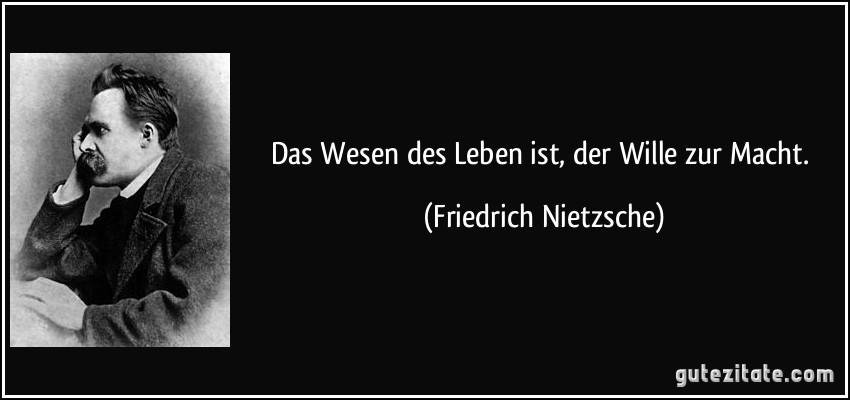 Das Wesen des Leben ist, der Wille zur Macht.
(Friedrich Nietzsche)
gutezitate.com